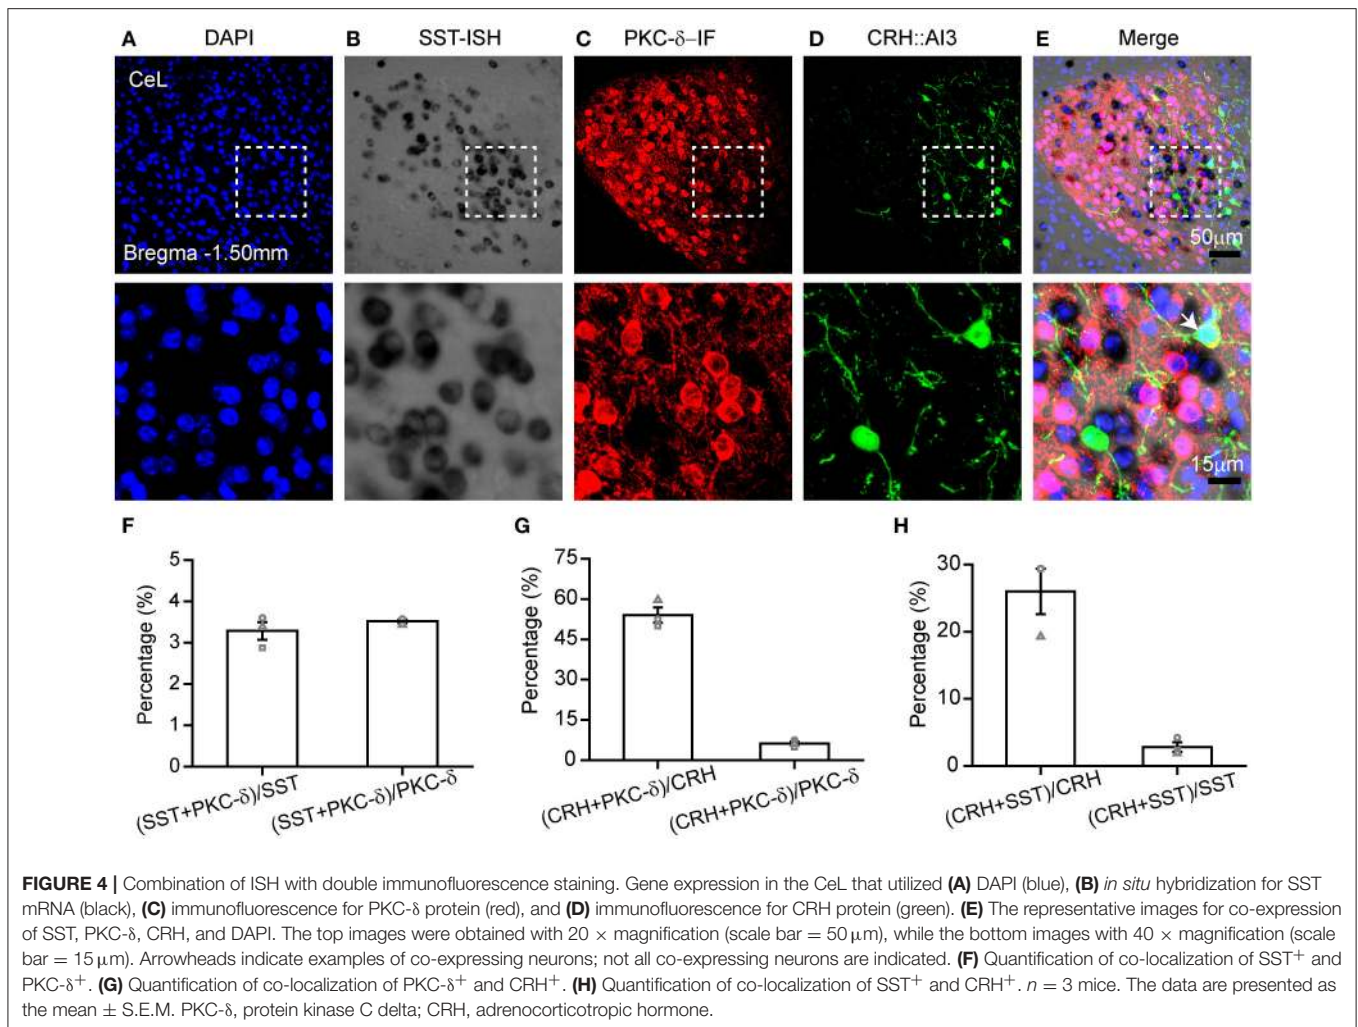 A DAPI B SST-ISH C PKC-δ–IF D CRH::AI3 E Merge
CeL
Bregma -1.50mm
50μm
15μm
F G H
Percentage (%)
5
4
3
2
1
0
(SST+PKC-δ)/SST (SST+PKC-δ)/PKC-δ
Percentage (%)
75
60
45
30
15
0
(CRH+PKC-δ)/CRH (CRH+PKC-δ)/PKC-δ
Percentage (%)
30
20
10
0
(CRH+SST)/CRH (CRH+SST)/SST
FIGURE 4 | Combination of ISH with double immunofluorescence staining. Gene expression in the CeL that utilized (A) DAPI (blue), (B) in situ hybridization for SST
mRNA (black), (C) immunofluorescence for PKC-δ protein (red), and (D) immunofluorescence for CRH protein (green). (E) The representative images for co-expression
of SST, PKC-δ, CRH, and DAPI. The top images were obtained with 20 × magnification (scale bar = 50 μm), while the bottom images with 40 × magnification (scale
bar = 15 μm). Arrowheads indicate examples of co-expressing neurons; not all co-expressing neurons are indicated. (F) Quantification of co-localization of SST⁺ and
PKC-δ⁺. (G) Quantification of co-localization of PKC-δ⁺ and CRH⁺. (H) Quantification of co-localization of SST⁺ and CRH⁺. n = 3 mice. The data are presented as
the mean ± S.E.M. PKC-δ, protein kinase C delta; CRH, adrenocorticotropic hormone.